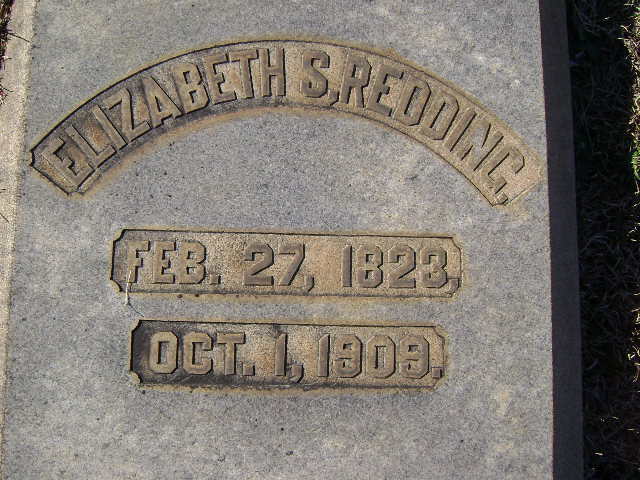 ELIZABETH S. REDDING,
FEB. 27, 1823,
OCT. 1, 1909.